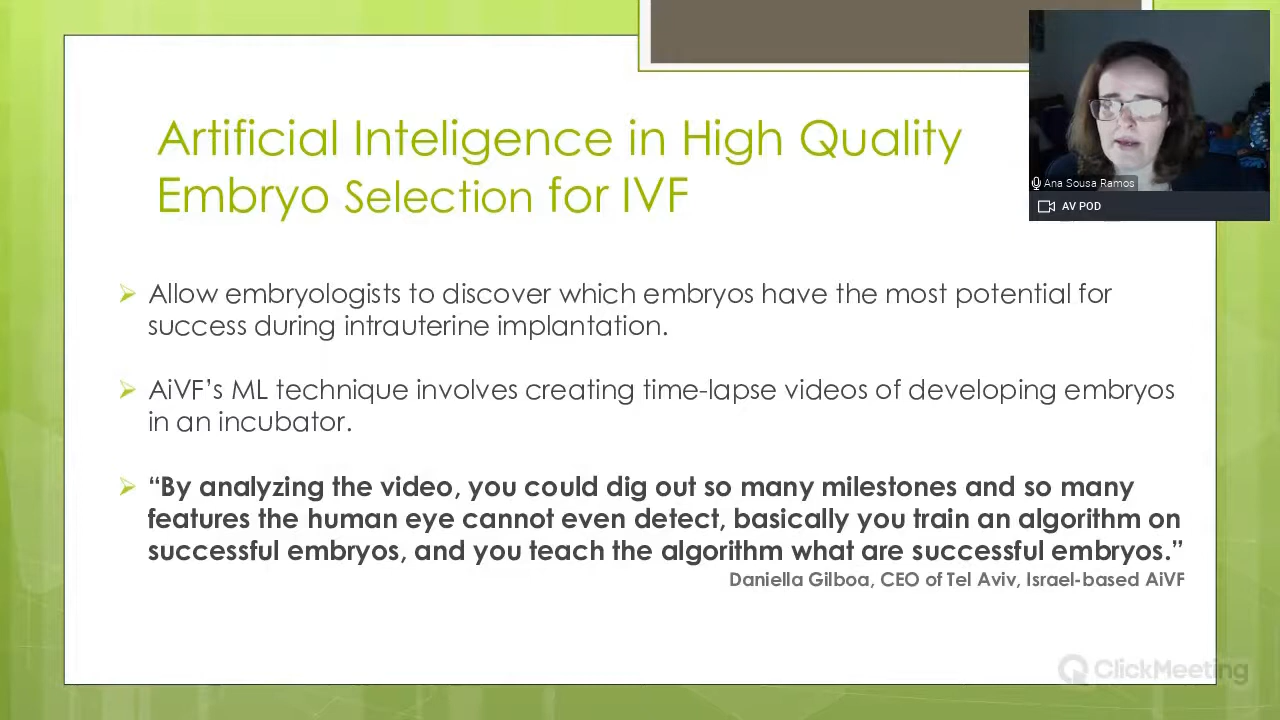 Artificial Inteligence in High Quality
Embryo Selection for IVF
Ana Sousa Ramos
AV POD
Allow embryologists to discover which embryos have the most potential for
success during intrauterine implantation.
AiVF’s ML technique involves creating time-lapse videos of developing embryos
in an incubator.
“By analyzing the video, you could dig out so many milestones and so many
features the human eye cannot even detect, basically you train an algorithm on
successful embryos, and you teach the algorithm what are successful embryos.”
Daniella Gilboa, CEO of Tel Aviv, Israel-based AiVF
ClickMeeting